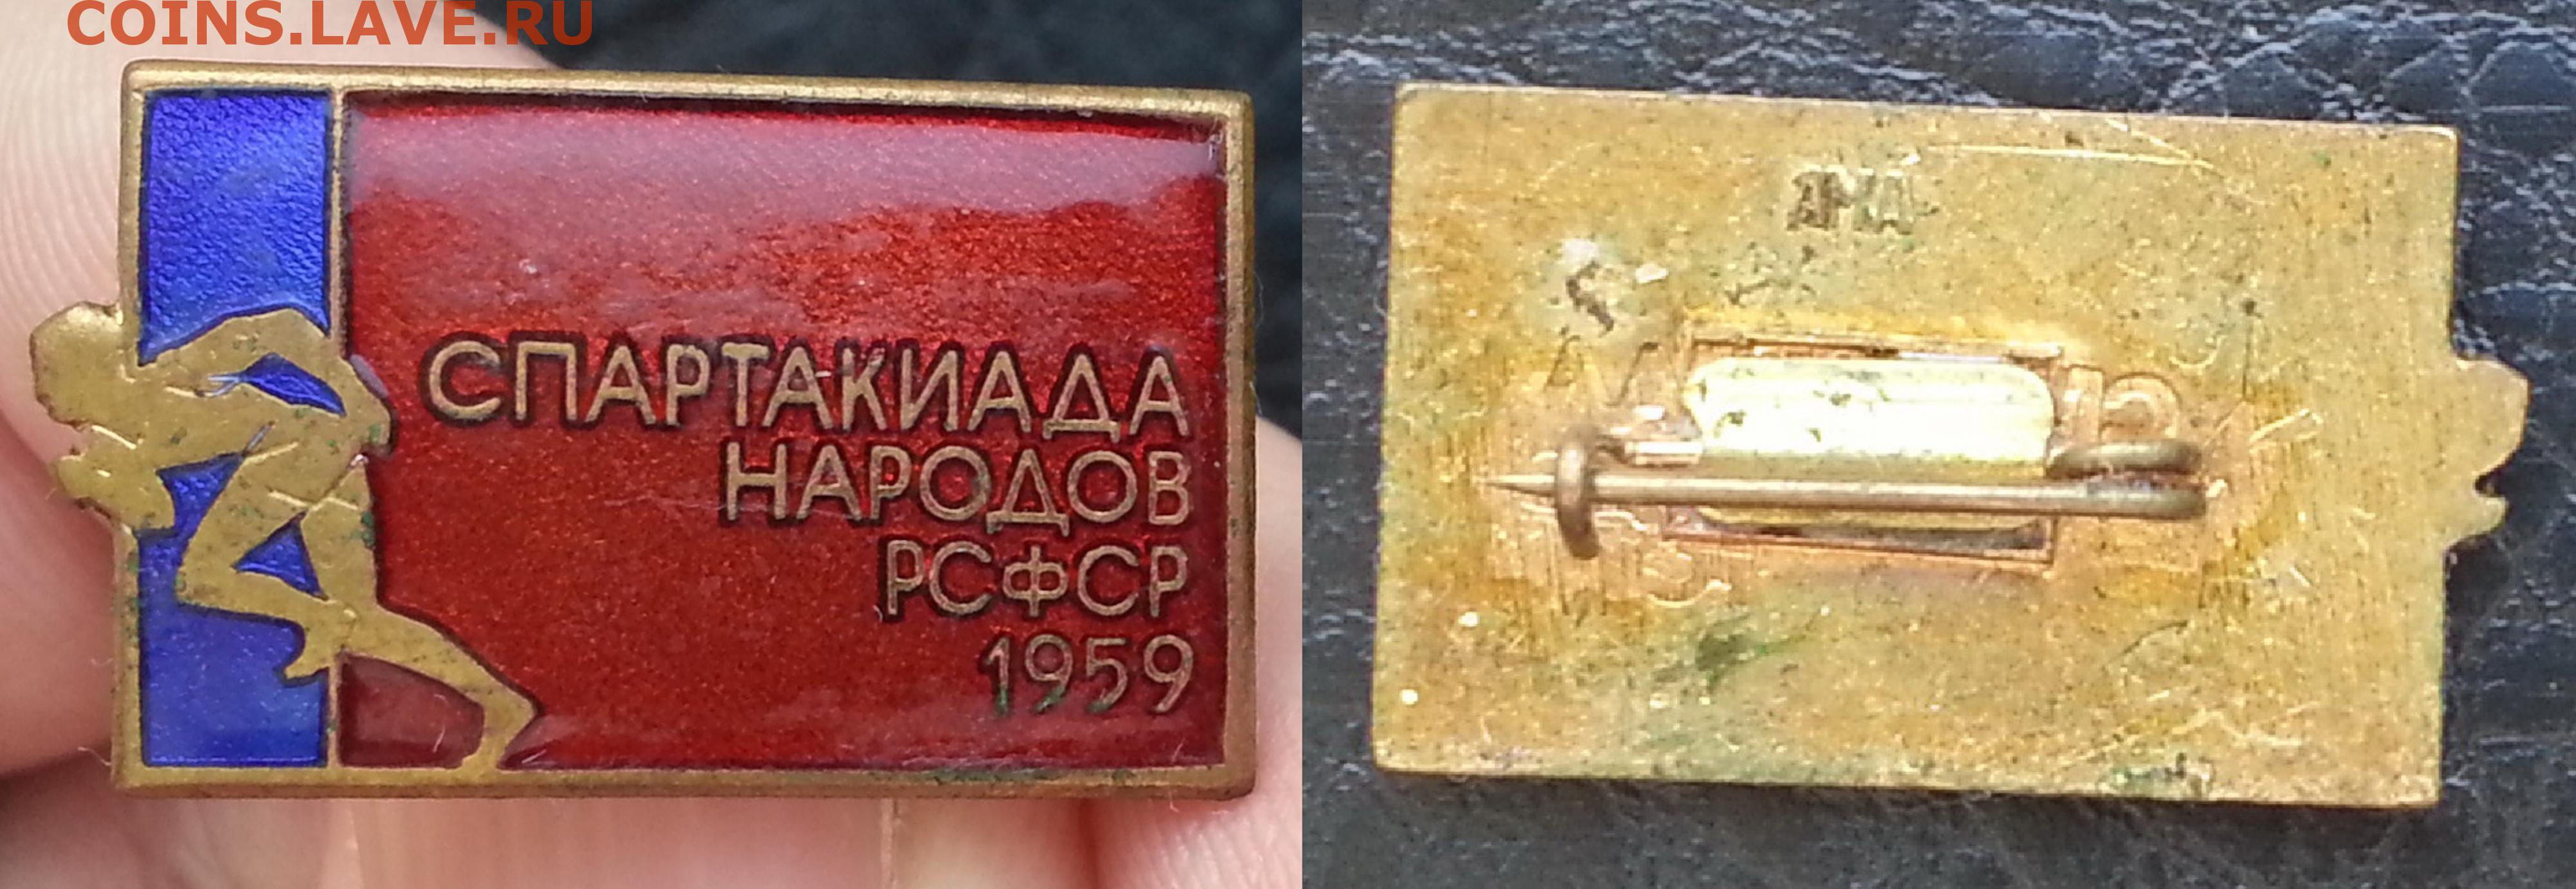 COINS.LAVE.RU
СПАРТАКИАДА
НАРОДОВ
РСФСР
1959